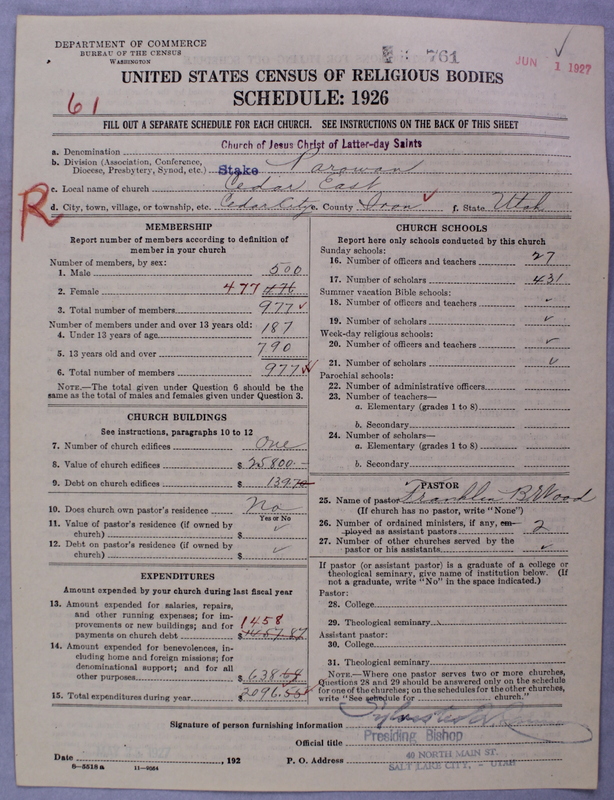 DEPARTMENT OF COMMERCE
BUREAU OF THE CENSUS
WASHINGTON
761
JUN 1 1927
UNITED STATES CENSUS OF RELIGIOUS BODIES
SCHEDULE: 1926
61
FILL OUT A SEPARATE SCHEDULE FOR EACH CHURCH. SEE INSTRUCTIONS ON THE BACK OF THIS SHEET
a. Denomination Church of Jesus Christ of Latter-day Saints
b. Division (Association, Conference, Diocese, Presbytery, Synod, etc.) Stake Parowan
c. Local name of church Cedar East
R
d. City, town, village, or township, etc. Cedar City e. County Iron f. State Utah
MEMBERSHIP
Report number of members according to definition of
member in your church
Number of members, by sex:
1. Male 500
2. Female 477 476
3. Total number of members 977
Number of members under and over 13 years old:
4. Under 13 years of age 187
5. 13 years old and over 790
6. Total number of members 977
NOTE.—The total given under Question 6 should be
same as the total of males and females given under Question 3.
CHURCH BUILDINGS
See instructions, paragraphs 10 to 12
7. Number of church edifices One
8. Value of church edifices $ 25800.—
9. Debt on church edifices $ 139.70
10. Does church own pastor's residence? No
Yes or No
11. Value of pastor's residence (if owned by
church) $ ✓
12. Debt on pastor's residence (if owned by
church) $ ✓
EXPENDITURES
Amount expended by your church during last fiscal year
13. Amount expended for salaries, repairs,
and other running expenses; for im-
provements or new buildings; and for 1458
payments on church debt $ 1457.87
14. Amount expended for benevolences, in-
cluding home and foreign missions; for
denominational support; and for all
other purposes $ 638.64
15. Total expenditures during year $ 2096.
CHURCH SCHOOLS
Report here only schools conducted by this church
Sunday schools:
16. Number of officers and teachers 27
17. Number of scholars 431
Summer vacation Bible schools:
18. Number of officers and teachers ✓
19. Number of scholars ✓
Week-day religious schools:
20. Number of officers and teachers ✓
21. Number of scholars ✓
Parochial schools:
22. Number of administrative officers
23. Number of teachers—
a. Elementary (grades 1 to 8)
b. Secondary
24. Number of scholars—
a. Elementary (grades 1 to 8)
b. Secondary
PASTOR
25. Name of pastor Franklin B. Wood
(If church has no pastor, write "None")
26. Number of ordained ministers, if any, em-
ployed as assistant pastors 2
27. Number of other churches served by the
pastor or his assistants ✓
If pastor (or assistant pastor) is a graduate of a college or
theological seminary, give name of institution below. (If
not a graduate, write "No" in the space indicated.)
Pastor:
28. College
29. Theological seminary
Assistant pastor:
30. College
31. Theological seminary
NOTE.—Where one pastor serves two or more churches,
Questions 28 and 29 should be answered only on the schedule
for one of the churches; on the schedules for the other churches,
write "See schedule for church."
Signature of person furnishing information Sylvester
Official title Presiding Bishop
Date , 192 P. O. Address 40 NORTH MAIN ST.
SALT LAKE CITY, UTAH
8—5518a 11—9564